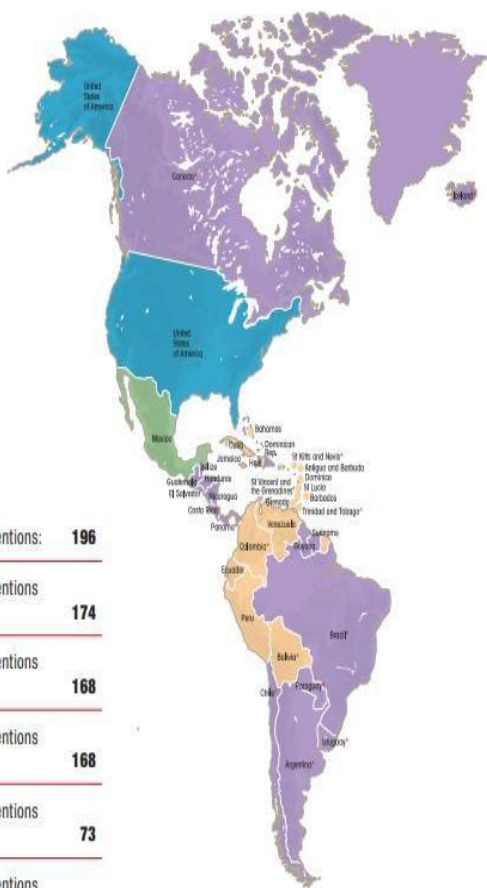 United
States
of America
Canada*
Iceland
United
States
of America
Mexico
Bahamas
Cuba
Dominican
Rep.
Jamaica
Haiti
St Kitts and Nevis*
Antigua and Barbuda
Dominica
St Lucia
Barbados
St Vincent and
the Grenadines*
Grenada
Trinidad and Tobago*
Belize
Guatemala
Honduras
El Salvador
Nicaragua
Costa Rica
Panama*
Venezuela
Colombia*
Guyana
Suriname
Ecuador
Peru
Brazil
Bolivia*
Paraguay*
Chile
Uruguay*
Argentina*
entions: 196
entions
174
entions
168
entions
168
entions
73
entions